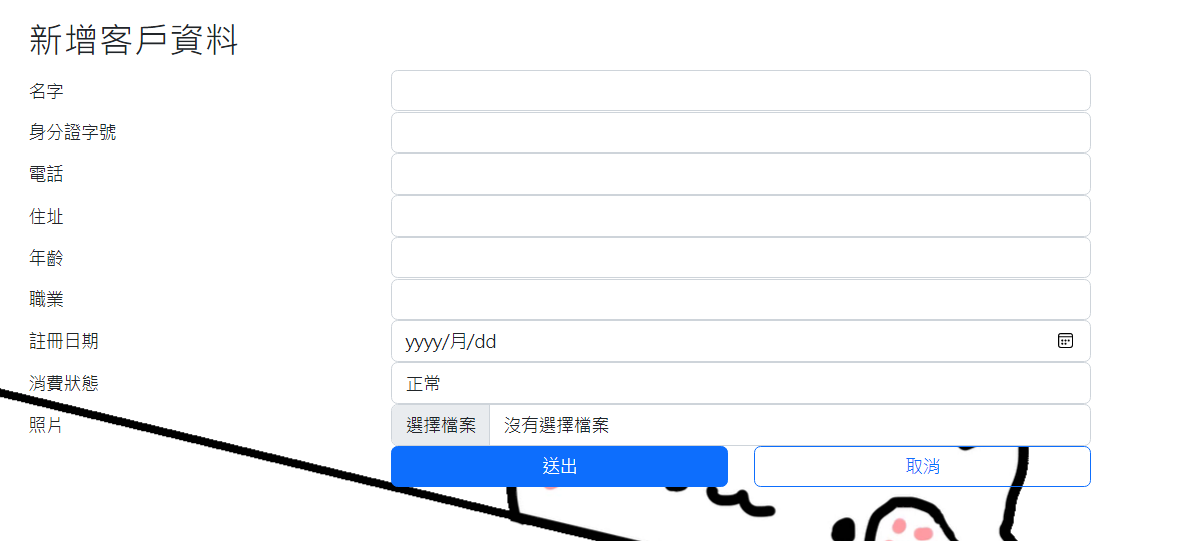 新增客戶資料
名字
身分證字號
電話
住址
年齡
職業
註冊日期 yyyy/月/dd
消費狀態 正常
照片 選擇檔案 沒有選擇檔案
送出 取消